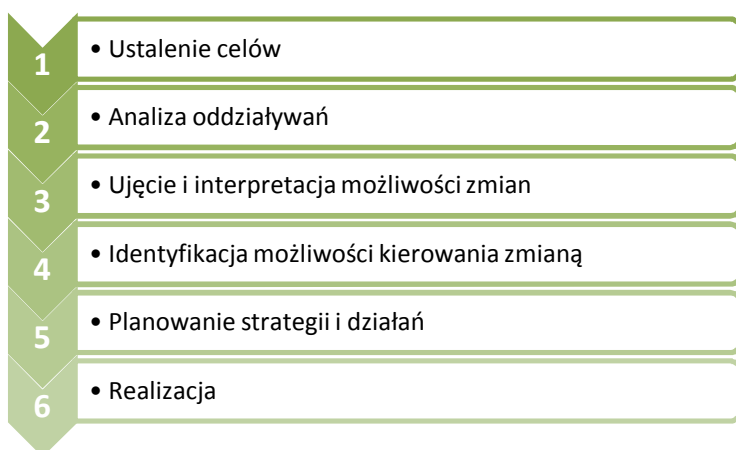 1 • Ustalenie celów
2 • Analiza oddziaływań
3 • Ujęcie i interpretacja możliwości zmian
4 • Identyfikacja możliwości kierowania zmianą
5 • Planowanie strategii i działań
6 • Realizacja